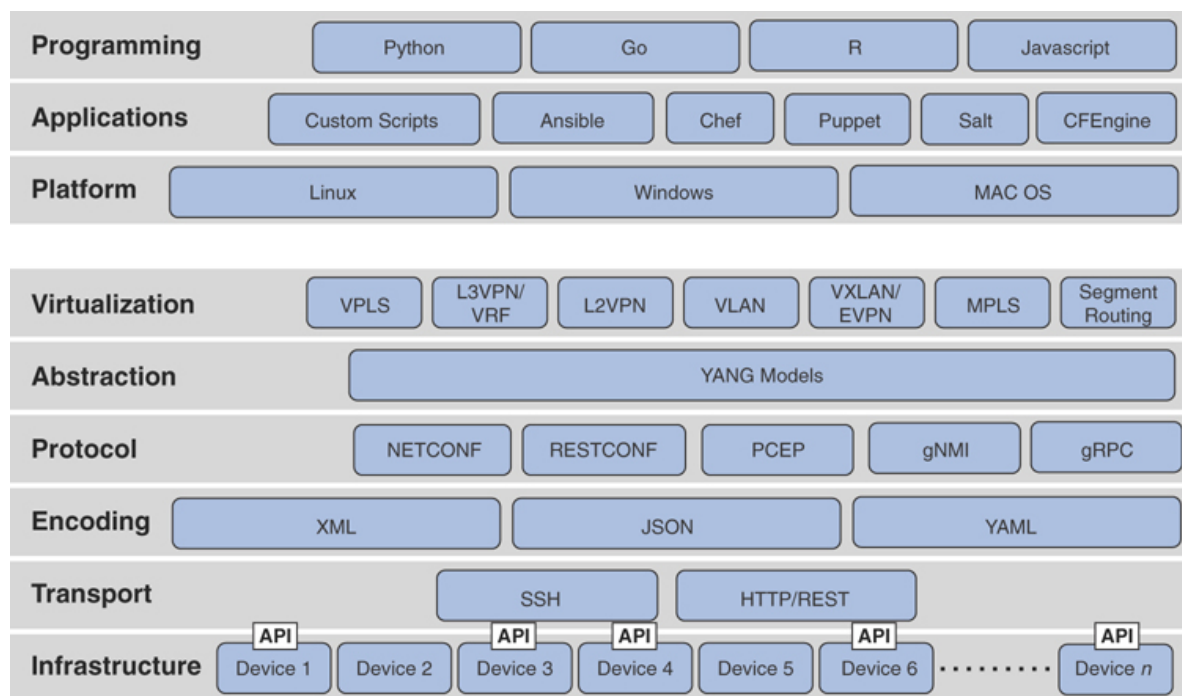 Programming
Python
Go
R
Javascript
Applications
Custom Scripts
Ansible
Chef
Puppet
Salt
CFEngine
Platform
Linux
Windows
MAC OS
Virtualization
VPLS
L3VPN/
VRF
L2VPN
VLAN
VXLAN/
EVPN
MPLS
Segment
Routing
Abstraction
YANG Models
Protocol
NETCONF
RESTCONF
PCEP
gNMI
gRPC
Encoding
XML
JSON
YAML
Transport
SSH
HTTP/REST
Infrastructure
API
Device 1
Device 2
API
Device 3
API
Device 4
Device 5
API
Device 6
API
Device n